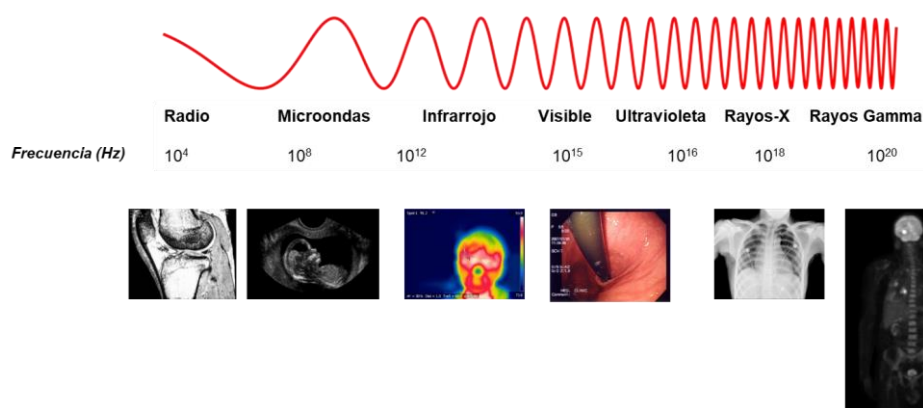 Radio Microondas Infrarrojo Visible Ultravioleta Rayos-X Rayos Gamma
Frecuencia (Hz) 10⁴ 10⁸ 10¹² 10¹⁵ 10¹⁶ 10¹⁸ 10²⁰